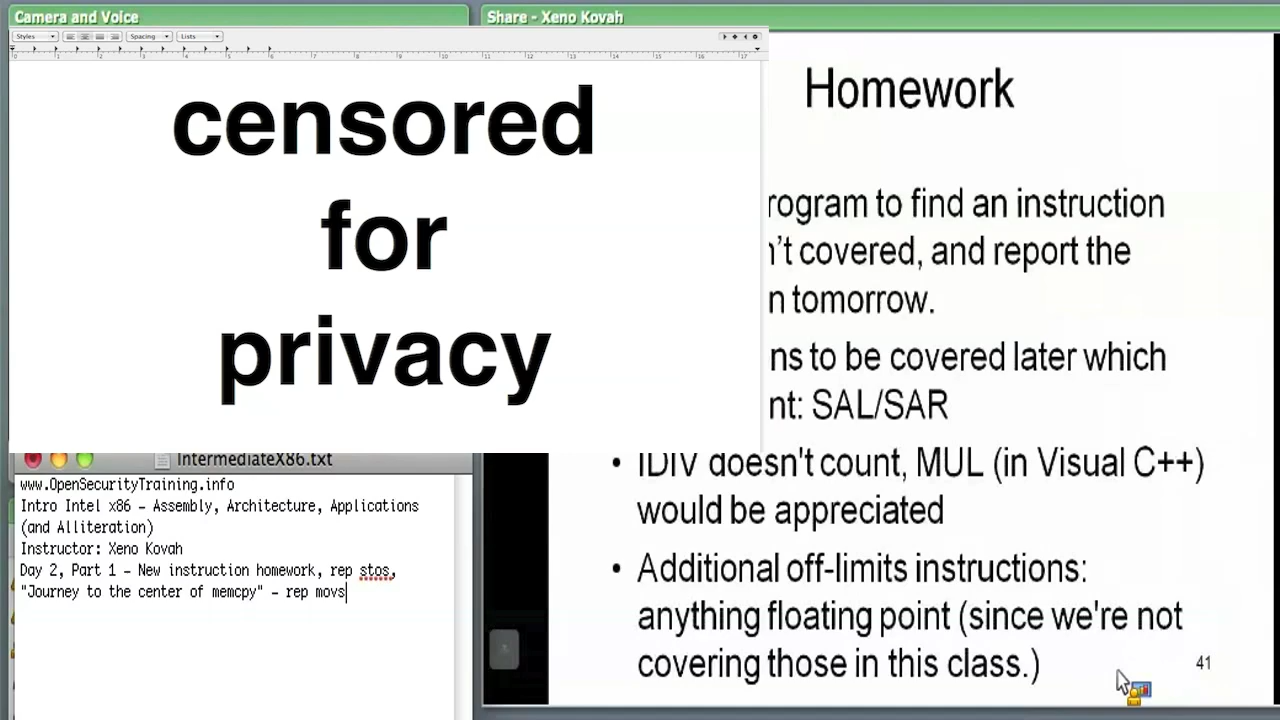 Camera and Voice
Share - Xeno Kovah
Styles
Spacing
Lists
censored
for
privacy
Homework
rogram to find an instruction
't covered, and report the
n tomorrow.
ns to be covered later which
nt: SAL/SAR
• IDIV doesn't count, MUL (in Visual C++)
would be appreciated
• Additional off-limits instructions:
anything floating point (since we're not
covering those in this class.)
41
IntermediateX86.txt
www.OpenSecurityTraining.info
Intro Intel x86 – Assembly, Architecture, Applications
(and Alliteration)
Instructor: Xeno Kovah
Day 2, Part 1 – New instruction homework, rep stos,
"Journey to the center of memcpy" – rep movs